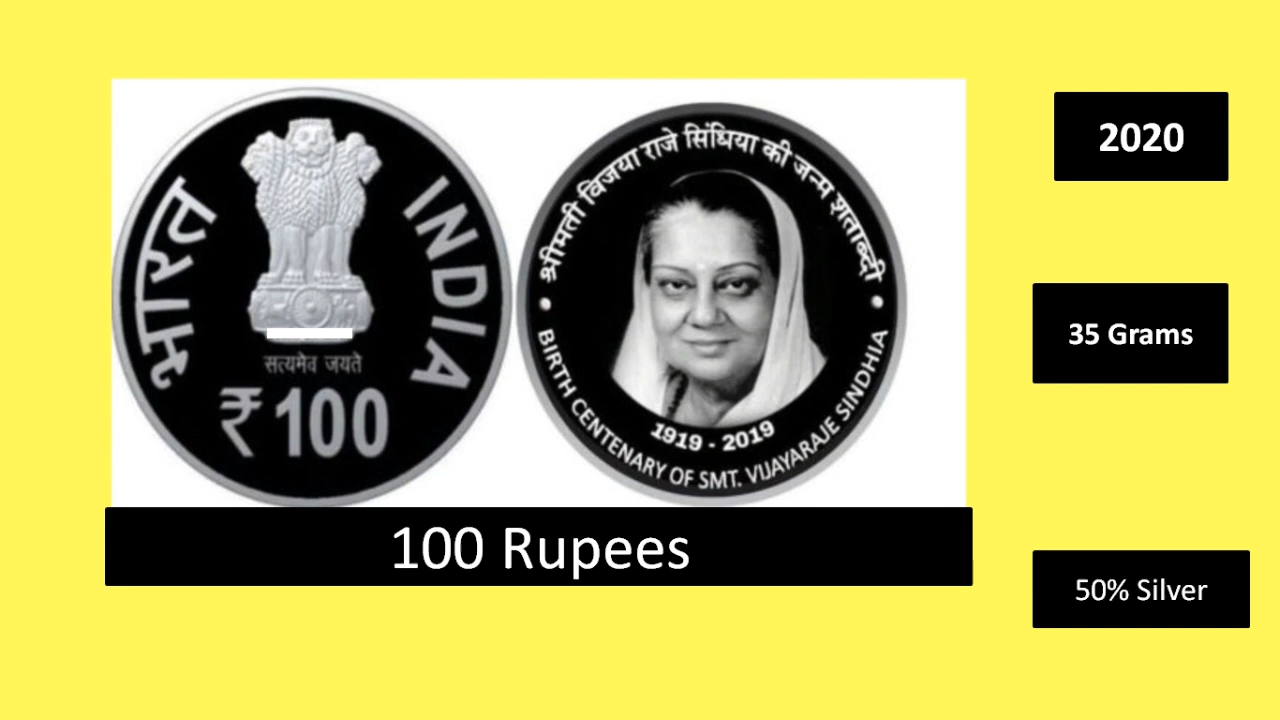 भारत
INDIA
सत्यमेव जयते
₹100
श्रीमती विजया राजे सिंधिया की जन्म शताब्दी
1919 - 2019
BIRTH CENTENARY OF SMT. VIJAYARAJE SINDHIA
100 Rupees
2020
35 Grams
50% Silver